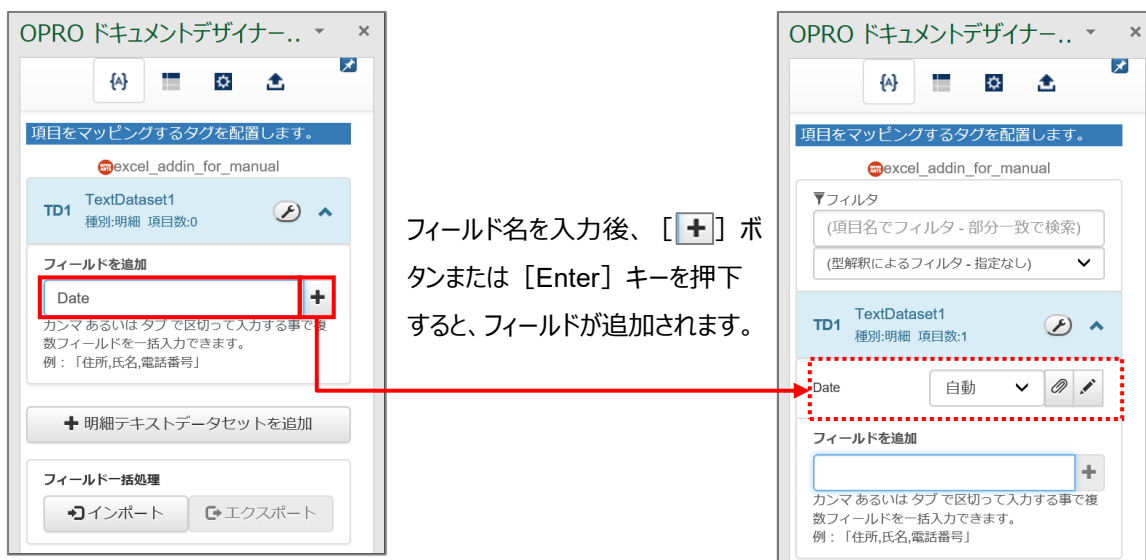 OPRO ドキュメントデザイナー..
項目をマッピングするタグを配置します。
excel_addin_for_manual
TD1
TextDataset1
種別:明細 項目数:0
フィールドを追加
Date
カンマ あるいは タブ で区切って入力する事で複
数フィールドを一括入力できます。
例：「住所,氏名,電話番号」
明細テキストデータセットを追加
フィールド一括処理
インポート
エクスポート
フィールド名を入力後、［+］ボ
タンまたは［Enter］キーを押下
すると、フィールドが追加されます。
OPRO ドキュメントデザイナー..
項目をマッピングするタグを配置します。
excel_addin_for_manual
フィルタ
(項目名でフィルタ - 部分一致で検索)
(型解釈によるフィルタ - 指定なし)
TD1
TextDataset1
種別:明細 項目数:1
Date
自動
フィールドを追加
カンマ あるいは タブ で区切って入力する事で複
数フィールドを一括入力できます。
例：「住所,氏名,電話番号」